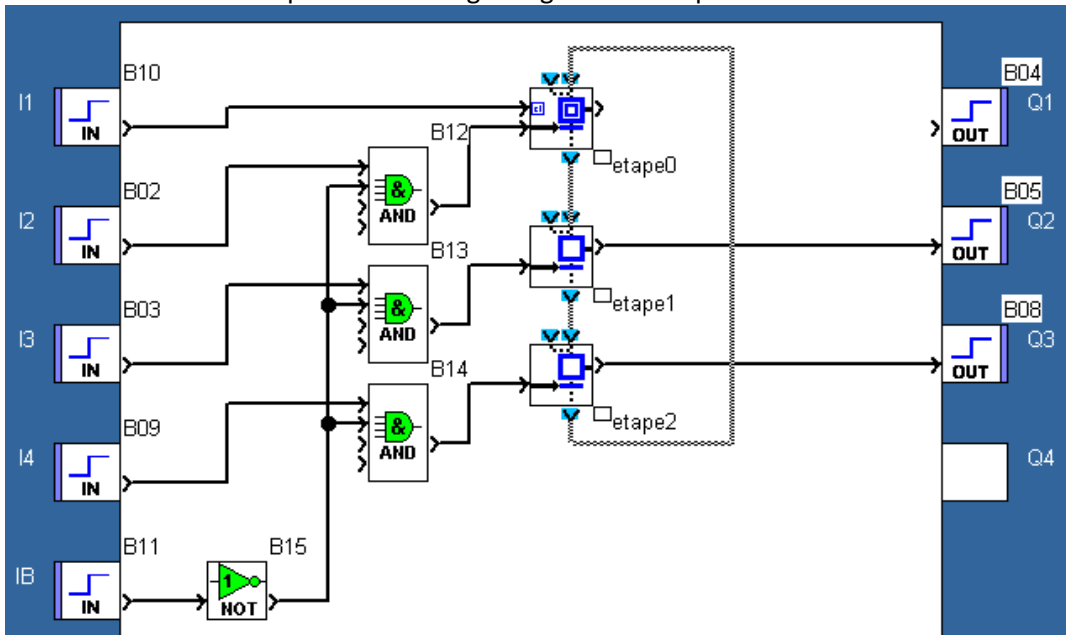 B10
B04
I1
IN
Q1
OUT
B12
&
AND
etape0
B02
B05
I2
IN
Q2
OUT
B13
&
AND
etape1
B03
B08
I3
IN
Q3
OUT
B14
&
AND
etape2
B09
I4
IN
Q4
B11
B15
IB
IN
1
NOT